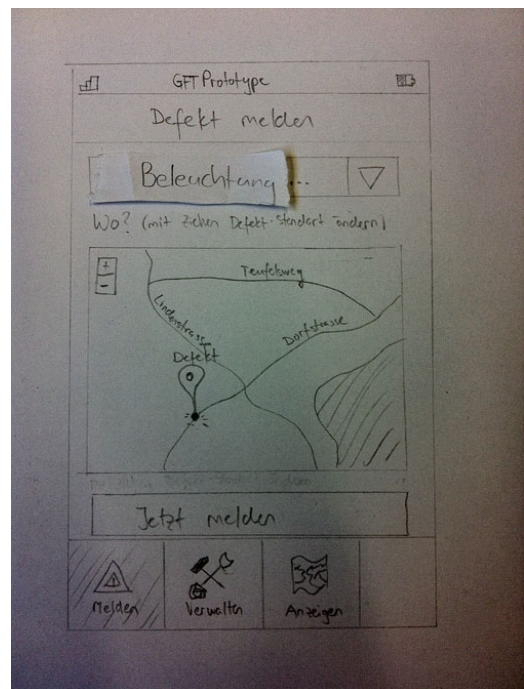 GFT Prototype
Defekt melden
Beleuchtung ...
Wo? (mit ziehen Defekt-Standort ändern)
+
-
Teufelsweg
Lindenstrasse
Dorfstrasse
Defekt
Jetzt melden
Melden
Verwalten
Anzeigen